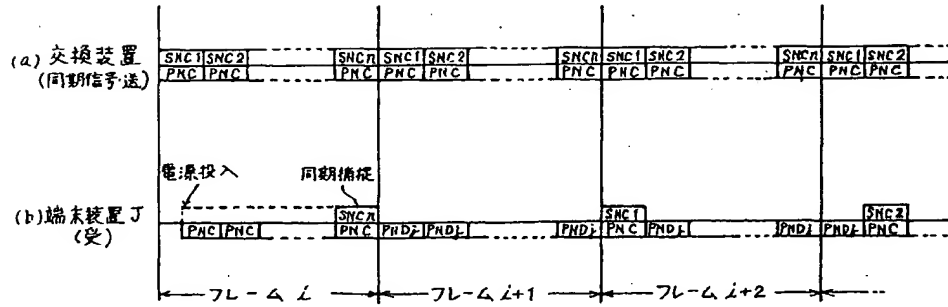 (a) 交換装置
(同期信号・送)
SNC1 SNC2 SNCn SNC1 SNC2 SNCn SNC1 SNC2 SNCn SNC1 SNC2
PNC PNC PNC PNC PNC PNC PNC PNC PNC PNC PNC
電源投入 同期捕捉
(b) 端末装置 J
(受)
SNCn SNC1 SNC2
PNC PNC PNC PNDj PNDj PNDj PNC PNDj PNDj PNDj PNC
フレーム i フレーム i+1 フレーム i+2